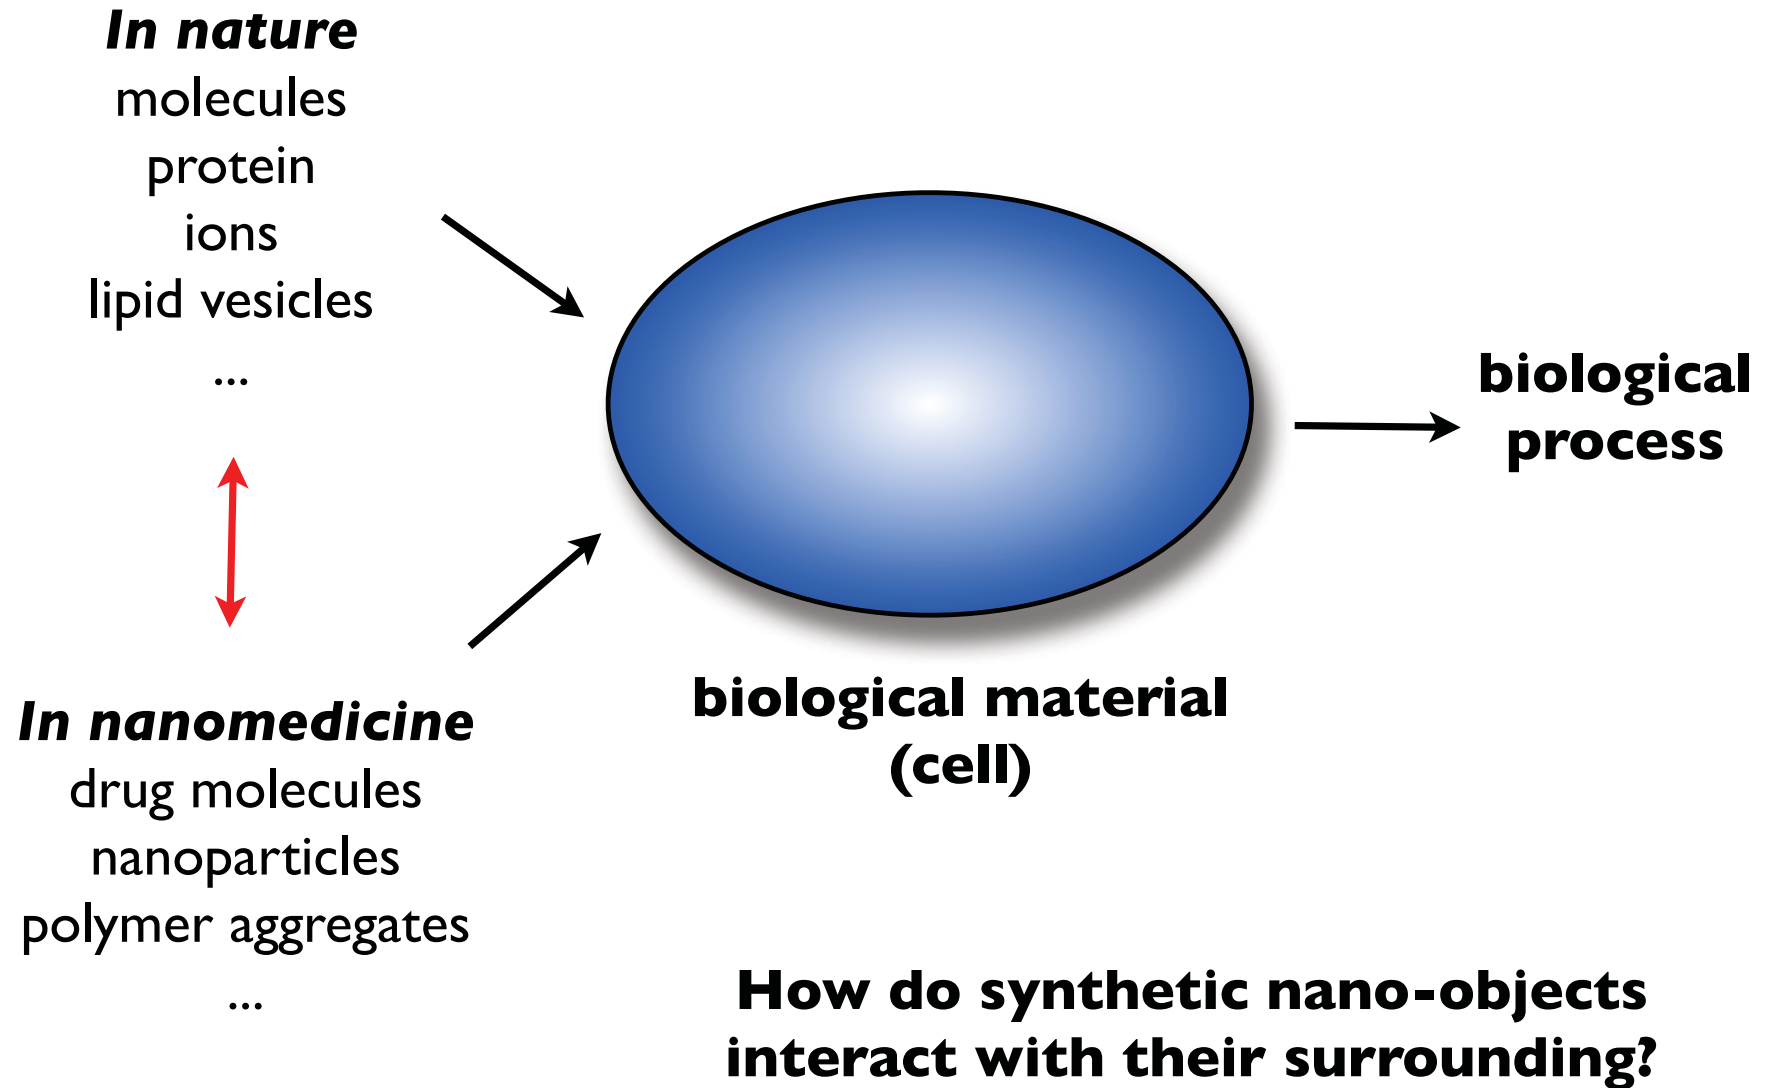 In nature
molecules
protein
ions
lipid vesicles
...
In nanomedicine
drug molecules
nanoparticles
polymer aggregates
...
biological material
(cell)
biological
process
How do synthetic nano-objects
interact with their surrounding?